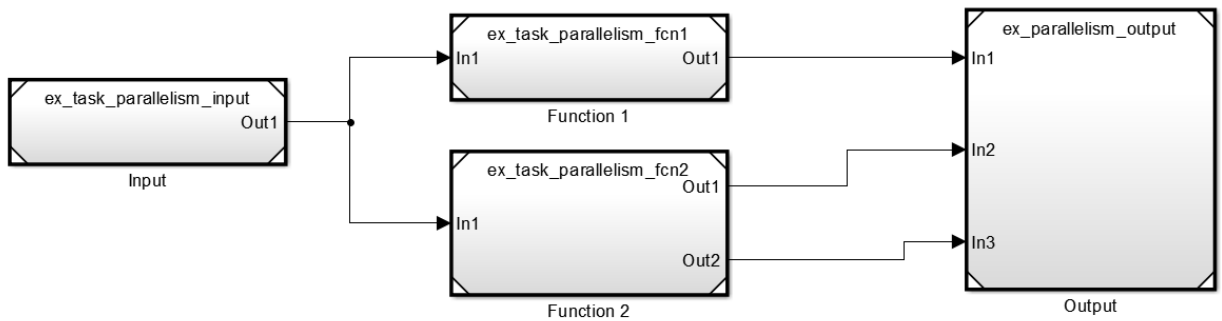 ex_task_parallelism_input
Out1
Input
ex_task_parallelism_fcn1
In1
Out1
Function 1
ex_task_parallelism_fcn2
Out1
In1
Out2
Function 2
ex_parallelism_output
In1
In2
In3
Output